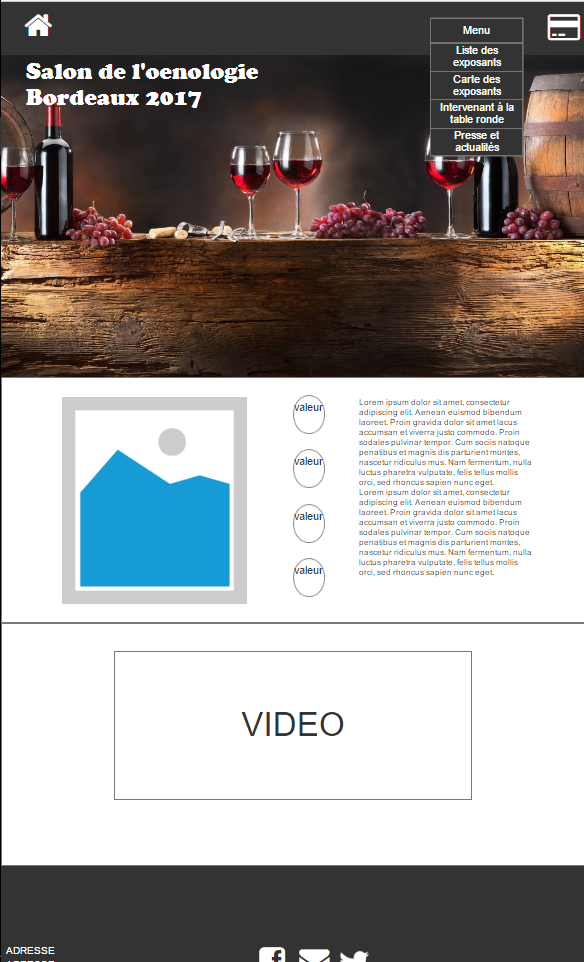 Menu
Salon de l'oenologie
Bordeaux 2017
Liste des
exposants
Carte des
exposants
Intervenant à la
table ronde
Presse et
actualités
valeur
valeur
valeur
valeur
Lorem ipsum dolor sit amet, consectetur
adipiscing elit. Aenean euismod bibendum
laoreet. Proin gravida dolor sit amet lacus
accumsan et viverra justo commodo. Proin
sodales pulvinar tempor. Cum sociis natoque
penatibus et magnis dis parturient montes,
nascetur ridiculus mus. Nam fermentum, nulla
luctus pharetra vulputate, felis tellus mollis
orci, sed rhoncus sapien nunc eget.
Lorem ipsum dolor sit amet, consectetur
adipiscing elit. Aenean euismod bibendum
laoreet. Proin gravida dolor sit amet lacus
accumsan et viverra justo commodo. Proin
sodales pulvinar tempor. Cum sociis natoque
penatibus et magnis dis parturient montes,
nascetur ridiculus mus. Nam fermentum, nulla
luctus pharetra vulputate, felis tellus mollis
orci, sed rhoncus sapien nunc eget.
VIDEO
ADRESSE